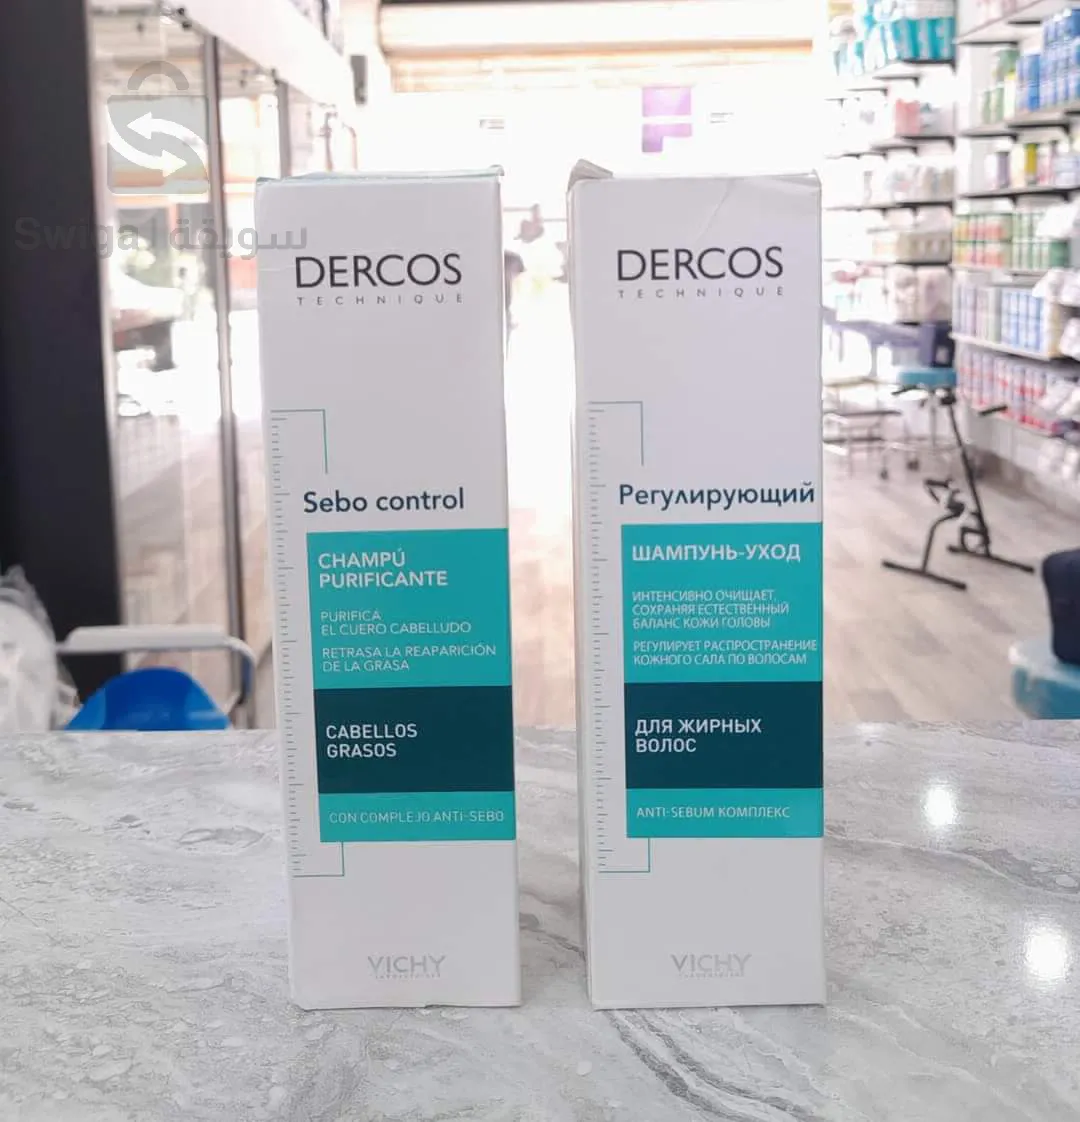 Swiqa سويقة
DERCOS
TECHNIQUE
Sebo control
CHAMPÚ
PURIFICANTE
PURIFICA
EL CUERO CABELLUDO
RETRASA LA REAPARICIÓN
DE LA GRASA
CABELLOS
GRASOS
CON COMPLEJO ANTI-SEBO
VICHY
DERCOS
TECHNIQUE
Регулирующий
ШАМПУНЬ-УХОД
ИНТЕНСИВНО ОЧИЩАЕТ,
СОХРАНЯЯ ЕСТЕСТВЕННЫЙ
БАЛАНС КОЖИ ГОЛОВЫ
РЕГУЛИРУЕТ РАСПРОСТРАНЕНИЕ
КОЖНОГО САЛА ПО ВОЛОСАМ
ДЛЯ ЖИРНЫХ
ВОЛОС
ANTI-SEBUM КОМПЛЕКС
VICHY